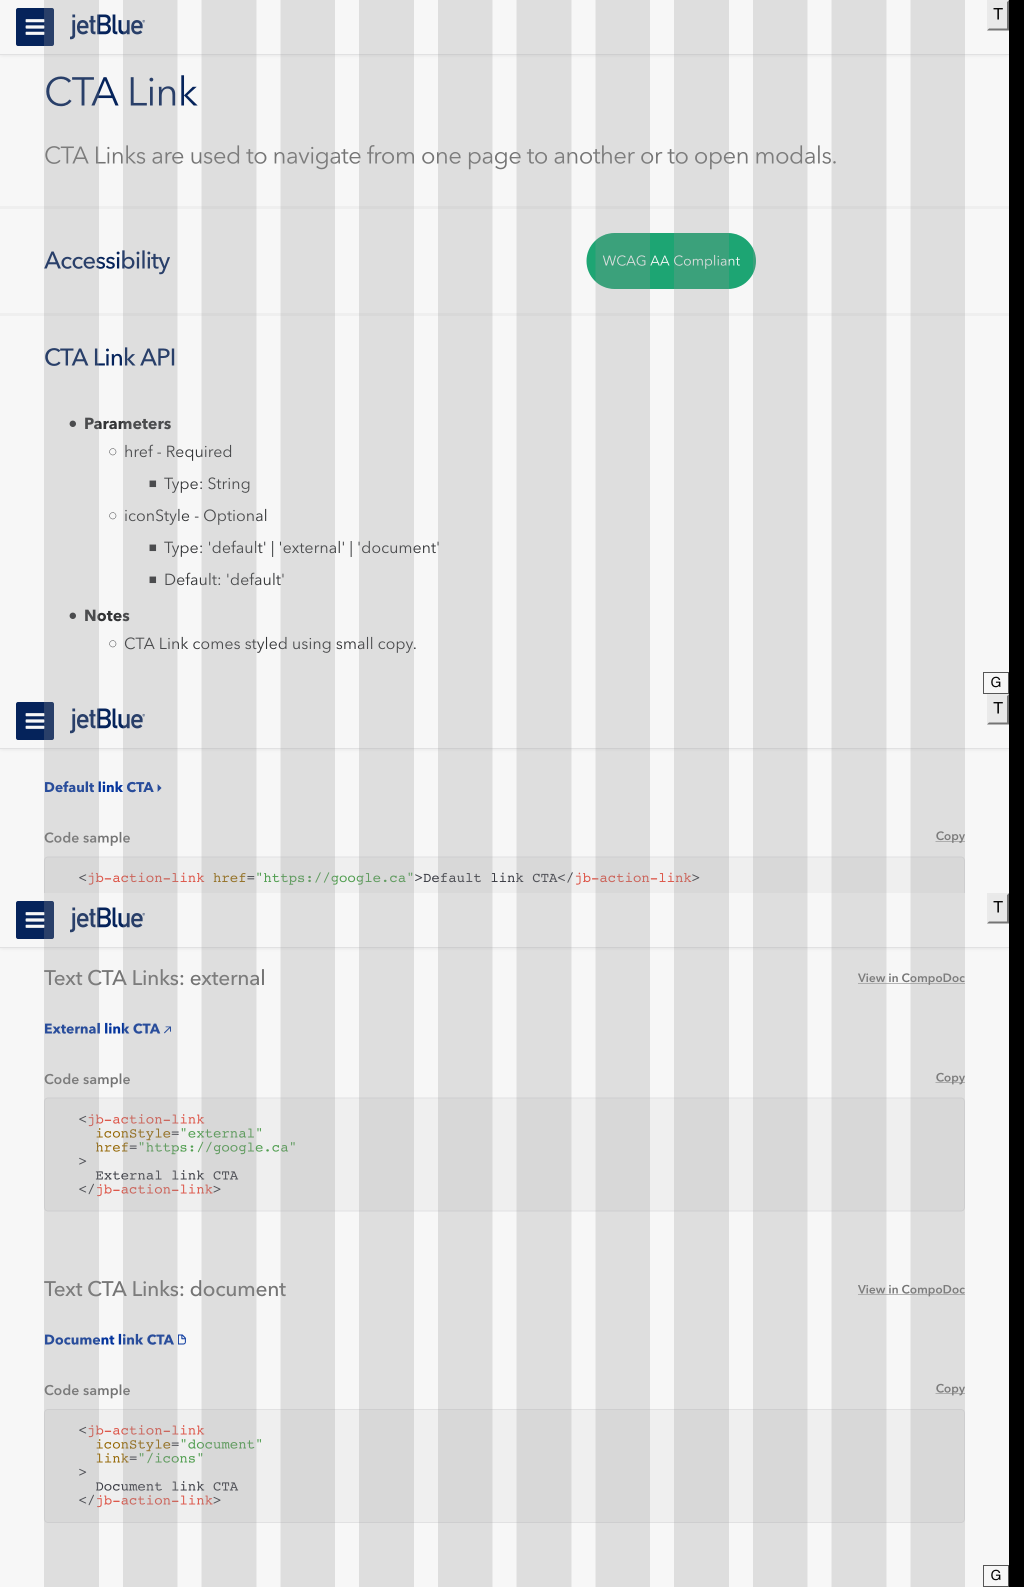 jetBlue
T
CTA Link
CTA Links are used to navigate from one page to another or to open modals.
Accessibility
WCAG AA Compliant
CTA Link API
Parameters
href - Required
Type: String
iconStyle - Optional
Type: 'default' | 'external' | 'document'
Default: 'default'
Notes
CTA Link comes styled using small copy.
G
jetBlue
T
Default link CTA
Code sample
Copy
<jb-action-link href="https://google.ca">Default link CTA</jb-action-link>
jetBlue
T
Text CTA Links: external
View in CompoDoc
External link CTA
Code sample
Copy
<jb-action-link
iconStyle="external"
href="https://google.ca"
>
External link CTA
</jb-action-link>
Text CTA Links: document
View in CompoDoc
Document link CTA
Code sample
Copy
<jb-action-link
iconStyle="document"
link="/icons"
>
Document link CTA
</jb-action-link>
G